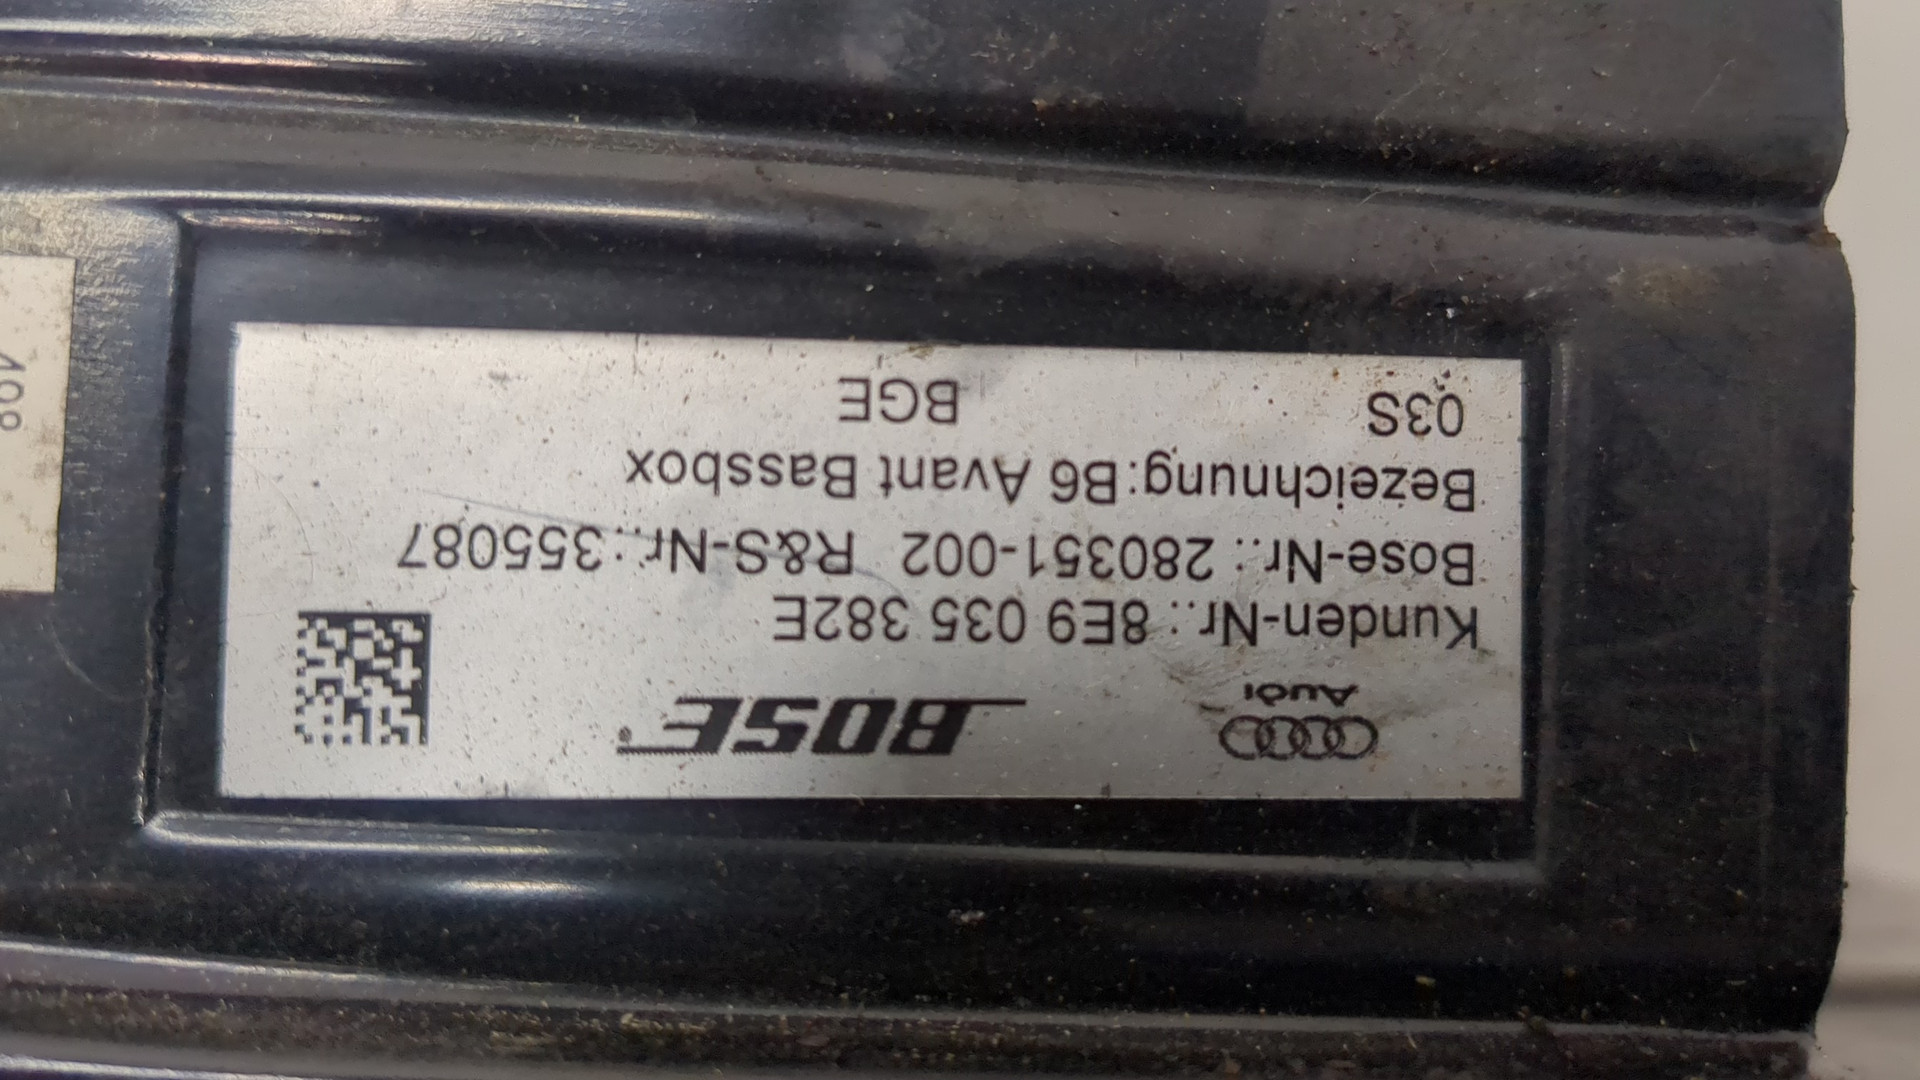 Audi
BOSE®
Kunden-Nr.: 8E9 035 382E
Bose-Nr.: 280351-002 R&S-Nr.:355087
Bezeichnung:B6 Avant Bassbox
03S BGE